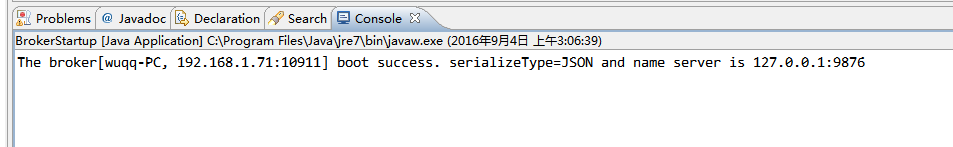 Problems @ Javadoc Declaration Search Console
BrokerStartup [Java Application] C:\Program Files\Java\jre7\bin\javaw.exe (2016年9月4日 上午3:06:39)
The broker[wuqq-PC, 192.168.1.71:10911] boot success. serializeType=JSON and name server is 127.0.0.1:9876